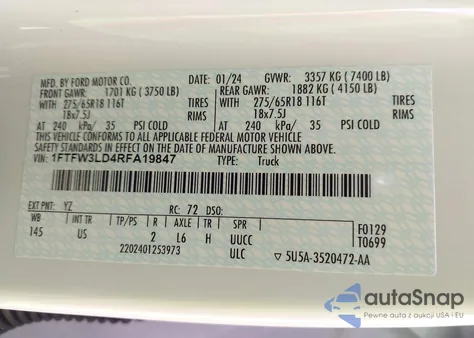 MFD. BY FORD MOTOR CO.
01/24 GVWR: 3357 KG (7400 LB)
FRONT GAWR: 1701 KG (3750 LB)
REAR GAWR: 1882 KG (4150 LB)
WITH 275/65R18 116T TIRES
WITH 275/65R18 116T TIRES
18x7.5J RIMS
18x7.5J RIMS
AT 240 kPa/ 35 PSI COLD
AT 240 kPa/ 35 PSI COLD
THIS VEHICLE CONFORMS TO ALL APPLICABLE FEDERAL MOTOR VEHICLE
SAFETY STANDARDS IN EFFECT ON THE DATE OF MANUFACTURE SHOWN ABOVE.
VIN: 1FTFW3LD4RFA19847
TYPE: Truck
EXT PNT: YZ RC: 72 DSO:
WB INT TR TP/PS R AXLE TR SPR
145 US 2 L6 H UUCC
ULC
F0129
T0699
2202401253973
5U5A-3520472-AA
autoSnap
Pewne auta z aukcji USA i EU